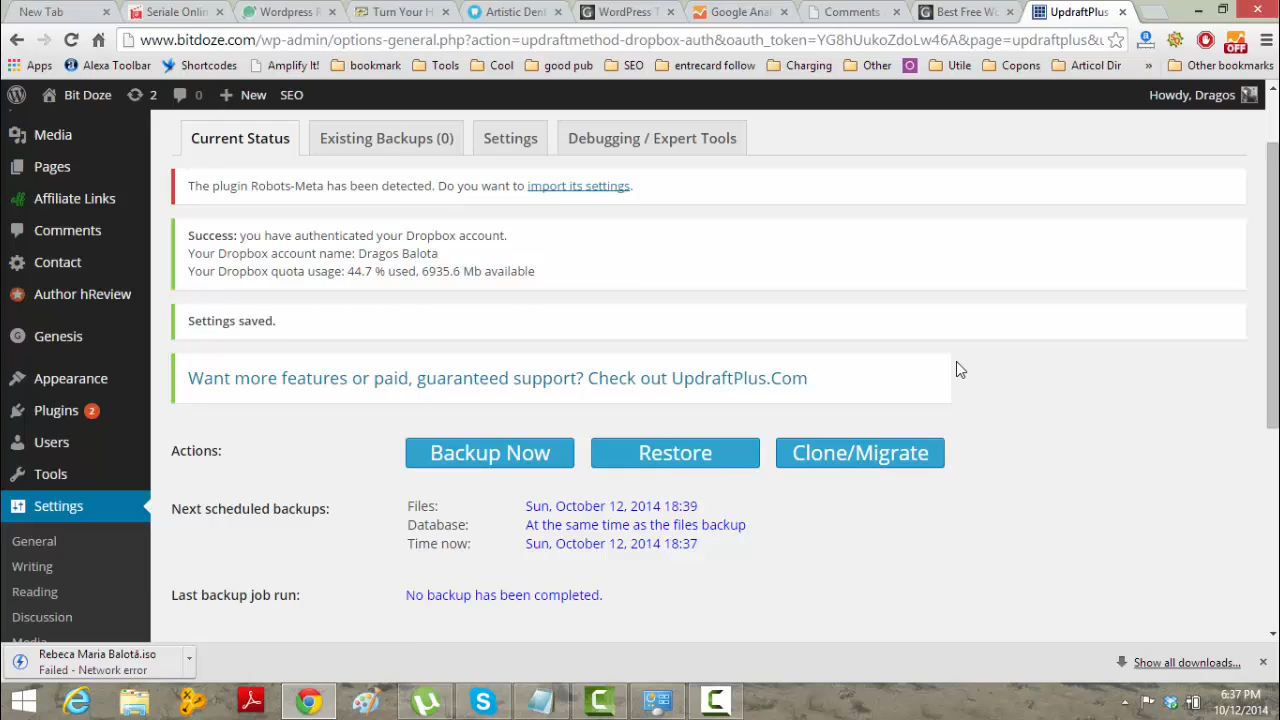 New Tab
Seriale Onlin
Wordpress R
Turn Your H
Artistic Den
WordPress T
Google Anal
Comments
Best Free Wo
UpdraftPlus
www.bitdoze.com/wp-admin/options-general.php?action=updraftmethod-dropbox-auth&oauth_token=YG8hUukoZdoLw46A&page=updraftplus&u
OFF
Apps
Alexa Toolbar
Shortcodes
Amplify It!
bookmark
Tools
Cool
good pub
SEO
entrecard follow
Charging
Other
Utile
Copons
Articol Dir
»
Other bookmarks
Bit Doze
2
0
New
SEO
Howdy, Dragos
Media
Pages
Affiliate Links
Comments
Contact
Author hReview
Genesis
Appearance
Plugins 2
Users
Tools
Settings
General
Writing
Reading
Discussion
Media
Current Status
Existing Backups (0)
Settings
Debugging / Expert Tools
The plugin Robots-Meta has been detected. Do you want to import its settings.
Success: you have authenticated your Dropbox account.
Your Dropbox account name: Dragos Balota
Your Dropbox quota usage: 44.7 % used, 6935.6 Mb available
Settings saved.
Want more features or paid, guaranteed support? Check out UpdraftPlus.Com
Actions:
Backup Now
Restore
Clone/Migrate
Next scheduled backups:
Files: Sun, October 12, 2014 18:39
Database: At the same time as the files backup
Time now: Sun, October 12, 2014 18:37
Last backup job run: No backup has been completed.
Rebeca Maria Balotă.iso
Failed - Network error
Show all downloads...
6:37 PM
10/12/2014